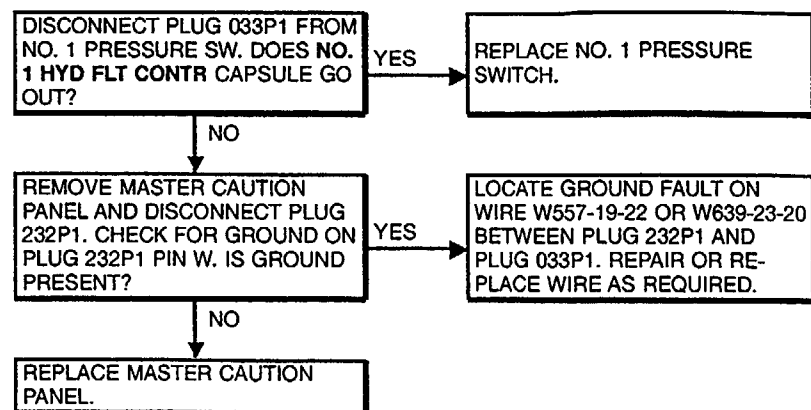 DISCONNECT PLUG 033P1 FROM
NO. 1 PRESSURE SW. DOES NO.
1 HYD FLT CONTR CAPSULE GO
OUT?
YES
REPLACE NO. 1 PRESSURE
SWITCH.
NO
REMOVE MASTER CAUTION
PANEL AND DISCONNECT PLUG
232P1. CHECK FOR GROUND ON
PLUG 232P1 PIN W. IS GROUND
PRESENT?
YES
LOCATE GROUND FAULT ON
WIRE W557-19-22 OR W639-23-20
BETWEEN PLUG 232P1 AND
PLUG 033P1. REPAIR OR RE-
PLACE WIRE AS REQUIRED.
NO
REPLACE MASTER CAUTION
PANEL.